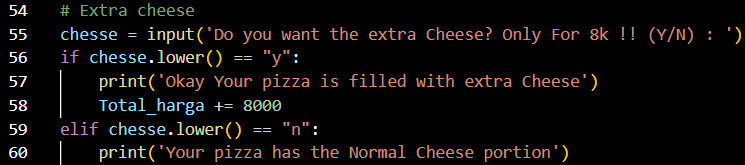 54 # Extra cheese
55 chesse = input('Do you want the extra Cheese? Only For 8k !! (Y/N) : ')
56 if chesse.lower() == "y":
57     print('Okay Your pizza is filled with extra Cheese')
58     Total_harga += 8000
59 elif chesse.lower() == "n":
60     print('Your pizza has the Normal Cheese portion')